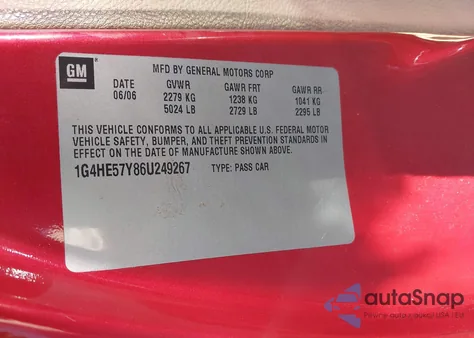 GM
MFD BY GENERAL MOTORS CORP
DATE GVWR GAWR FRT GAWR RR
06/06 2279 KG 1238 KG 1041 KG
5024 LB 2729 LB 2295 LB
THIS VEHICLE CONFORMS TO ALL APPLICABLE U.S. FEDERAL MOTOR
VEHICLE SAFETY, BUMPER, AND THEFT PREVENTION STANDARDS IN
EFFECT ON THE DATE OF MANUFACTURE SHOWN ABOVE.
1G4HE57Y86U249267 TYPE: PASS CAR
autoSnap